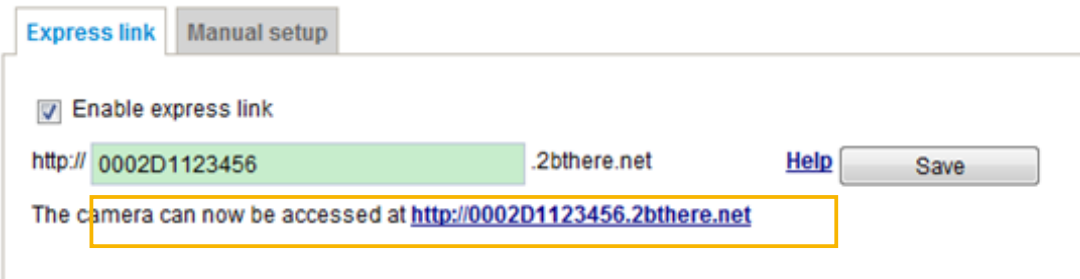 Express link Manual setup
Enable express link
http:// 0002D1123456 .2bthere.net Help Save
The camera can now be accessed at http://0002D1123456.2bthere.net